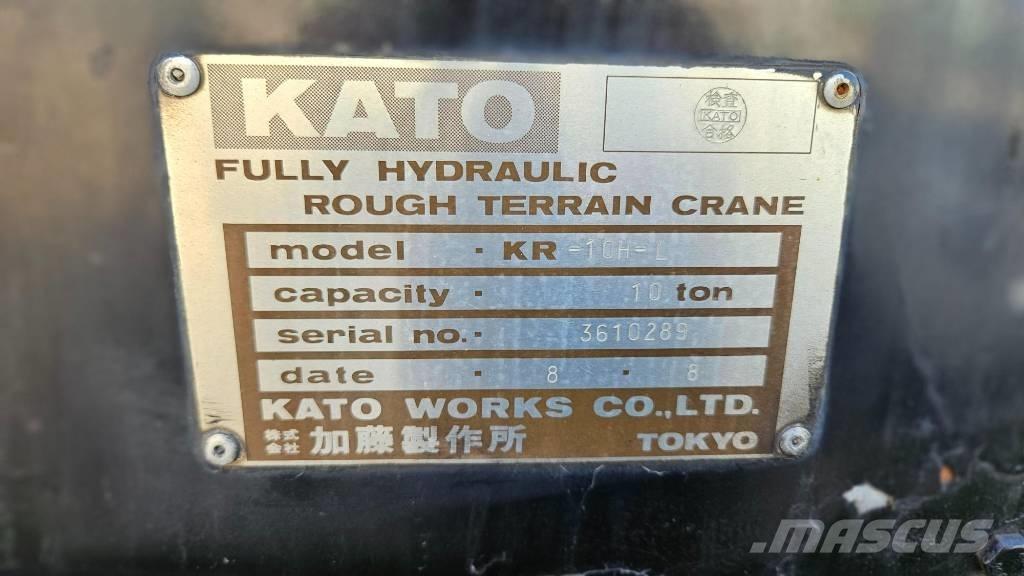 KATO
検査
KATO
合格
FULLY HYDRAULIC
ROUGH TERRAIN CRANE
model · KR -10H-L
capacity · 10 ton
serial no.· 3610289
date · 8 · 8
KATO WORKS CO.,LTD.
株式会社 加藤製作所 TOKYO
MASCUS